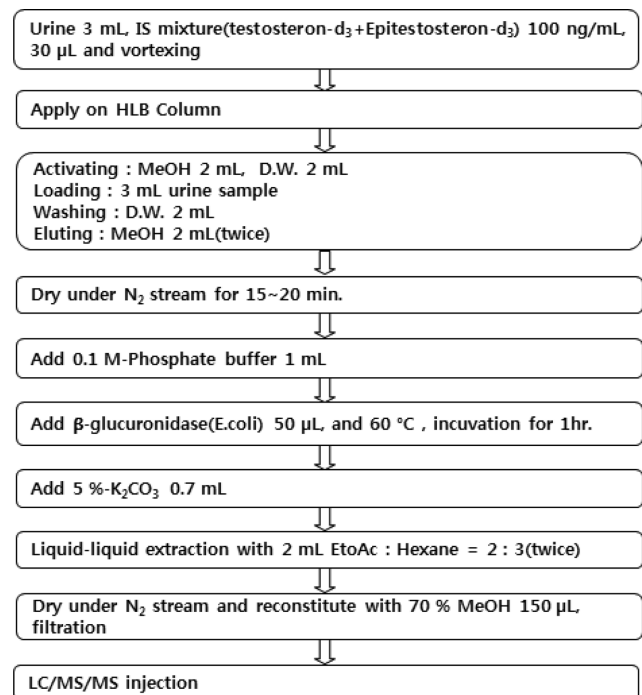 Urine 3 mL, IS mixture(testosteron-d₃+Epitestosteron-d₃) 100 ng/mL,
30 µL and vortexing
Apply on HLB Column
Activating : MeOH 2 mL, D.W. 2 mL
Loading : 3 mL urine sample
Washing : D.W. 2 mL
Eluting : MeOH 2 mL(twice)
Dry under N₂ stream for 15~20 min.
Add 0.1 M-Phosphate buffer 1 mL
Add β-glucuronidase(E.coli) 50 µL, and 60 °C , incuvation for 1hr.
Add 5 %-K₂CO₃ 0.7 mL
Liquid-liquid extraction with 2 mL EtoAc : Hexane = 2 : 3(twice)
Dry under N₂ stream and reconstitute with 70 % MeOH 150 µL,
filtration
LC/MS/MS injection